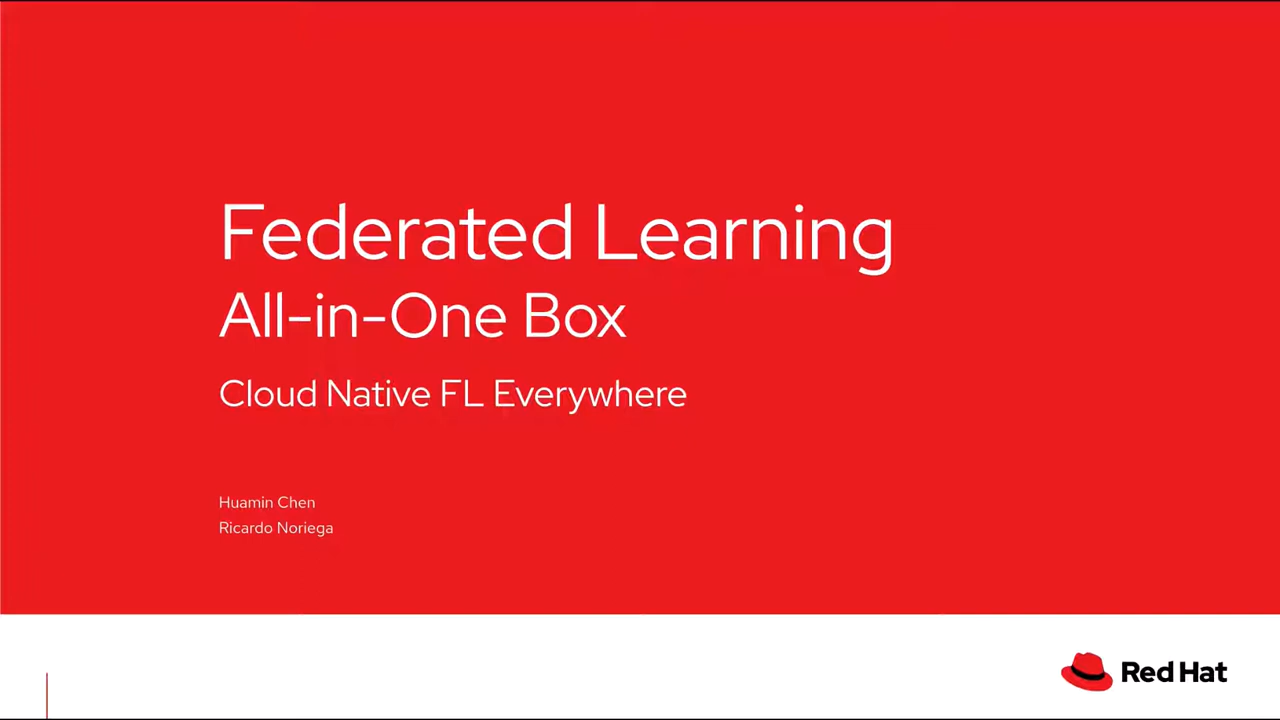 Federated Learning
All-in-One Box
Cloud Native FL Everywhere
Huamin Chen
Ricardo Noriega
Red Hat